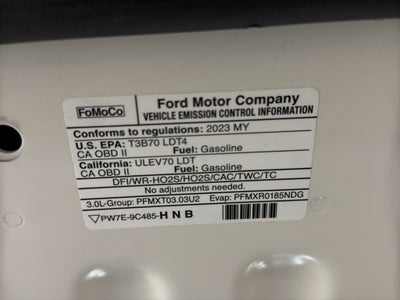 FoMoCo
Ford Motor Company
VEHICLE EMISSION CONTROL INFORMATION
Conforms to regulations: 2023 MY
U.S. EPA: T3B70 LDT4
CA OBD II Fuel: Gasoline
California: ULEV70 LDT
CA OBD II Fuel: Gasoline
DFI/WR-HO2S/HO2S/CAC/TWC/TC
No adjustments needed.
3.0L-Group: PFMXT03.03U2 Evap: PFMXR0185NDG
PW7E-9C485-H N B